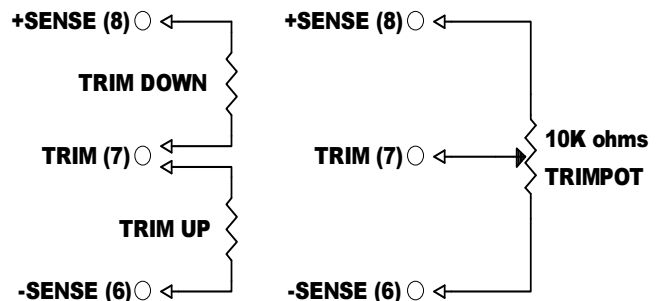 +SENSE (8)
TRIM DOWN
TRIM (7)
TRIM UP
-SENSE (6)
+SENSE (8)
10K ohms
TRIM (7)
TRIMPOT
-SENSE (6)